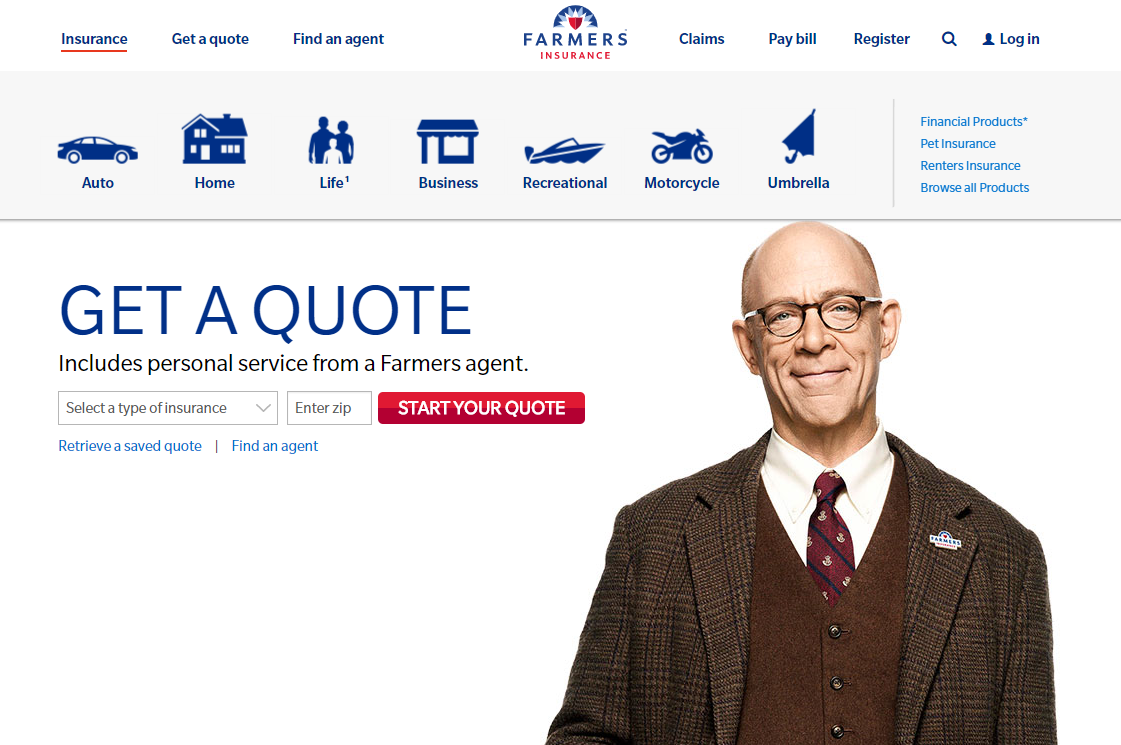 Insurance
Get a quote
Find an agent
FARMERS
INSURANCE
Claims
Pay bill
Register
Log in
Auto
Home
Life¹
Business
Recreational
Motorcycle
Umbrella
Financial Products*
Pet Insurance
Renters Insurance
Browse all Products
GET A QUOTE
Includes personal service from a Farmers agent.
Select a type of insurance
Enter zip
START YOUR QUOTE
Retrieve a saved quote | Find an agent
FARMERS
INSURANCE